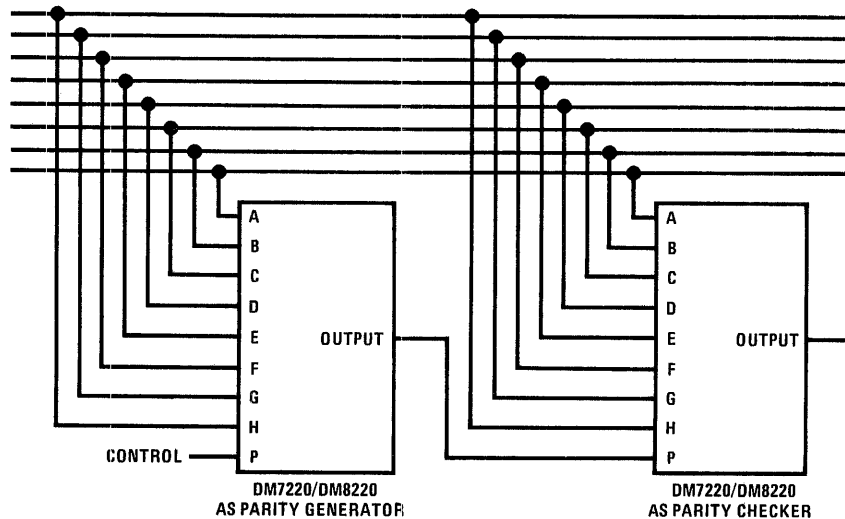 A
B
C
D
E
F
G
H
P
OUTPUT
CONTROL
DM7220/DM8220
AS PARITY GENERATOR
A
B
C
D
E
F
G
H
P
OUTPUT
DM7220/DM8220
AS PARITY CHECKER